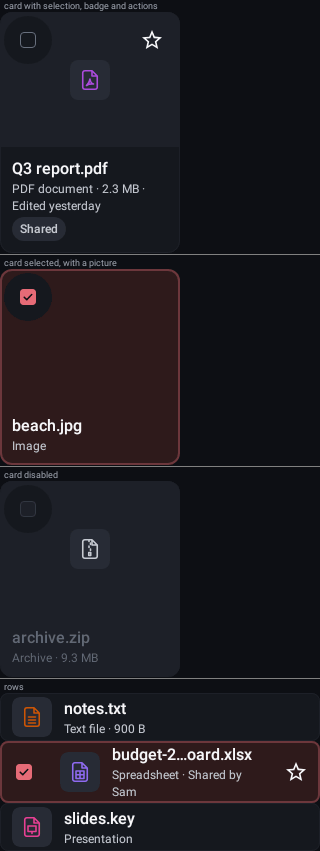 card with selection, badge and actions
Q3 report.pdf
PDF document · 2.3 MB ·
Edited yesterday
Shared
card selected, with a picture
beach.jpg
Image
card disabled
archive.zip
Archive · 9.3 MB
rows
notes.txt
Text file · 900 B
budget-2…oard.xlsx
Spreadsheet · Shared by
Sam
slides.key
Presentation